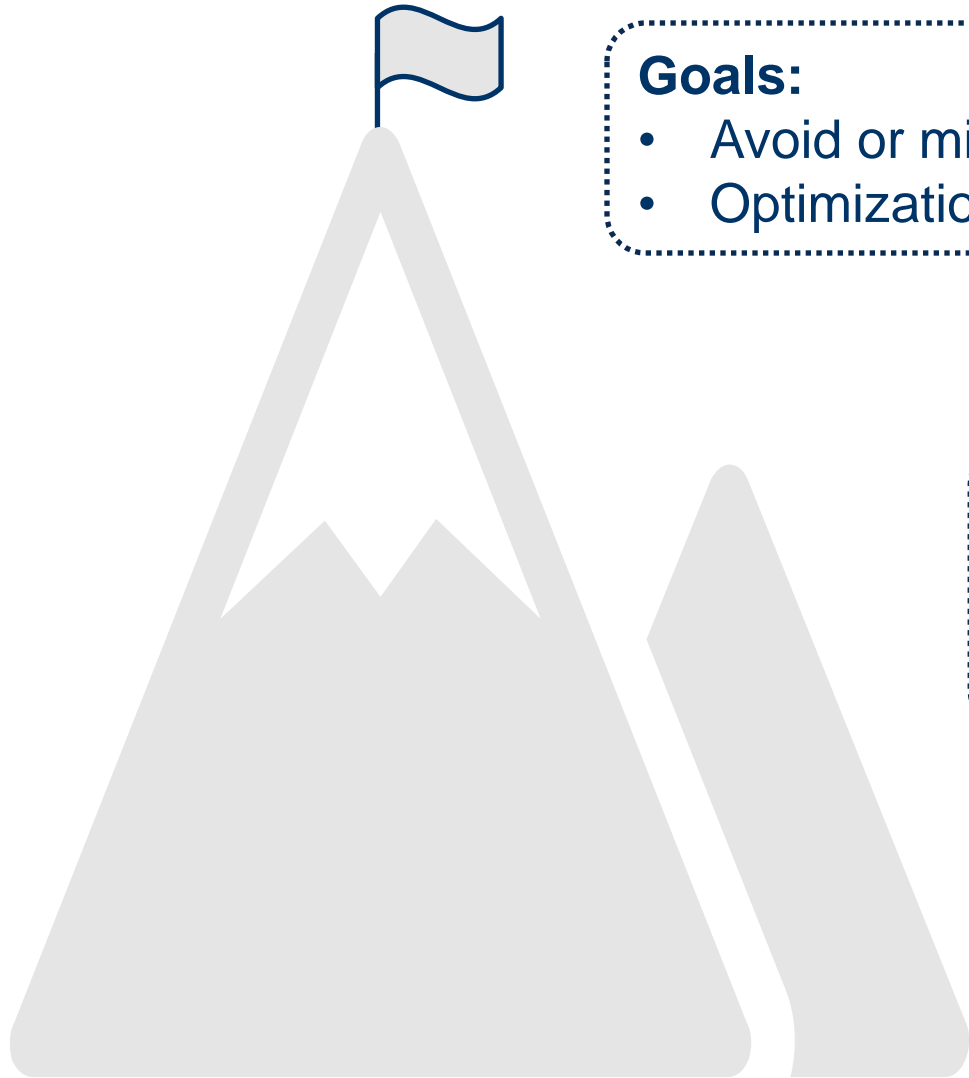 Goals:
• Avoid or mi
• Optimizatio